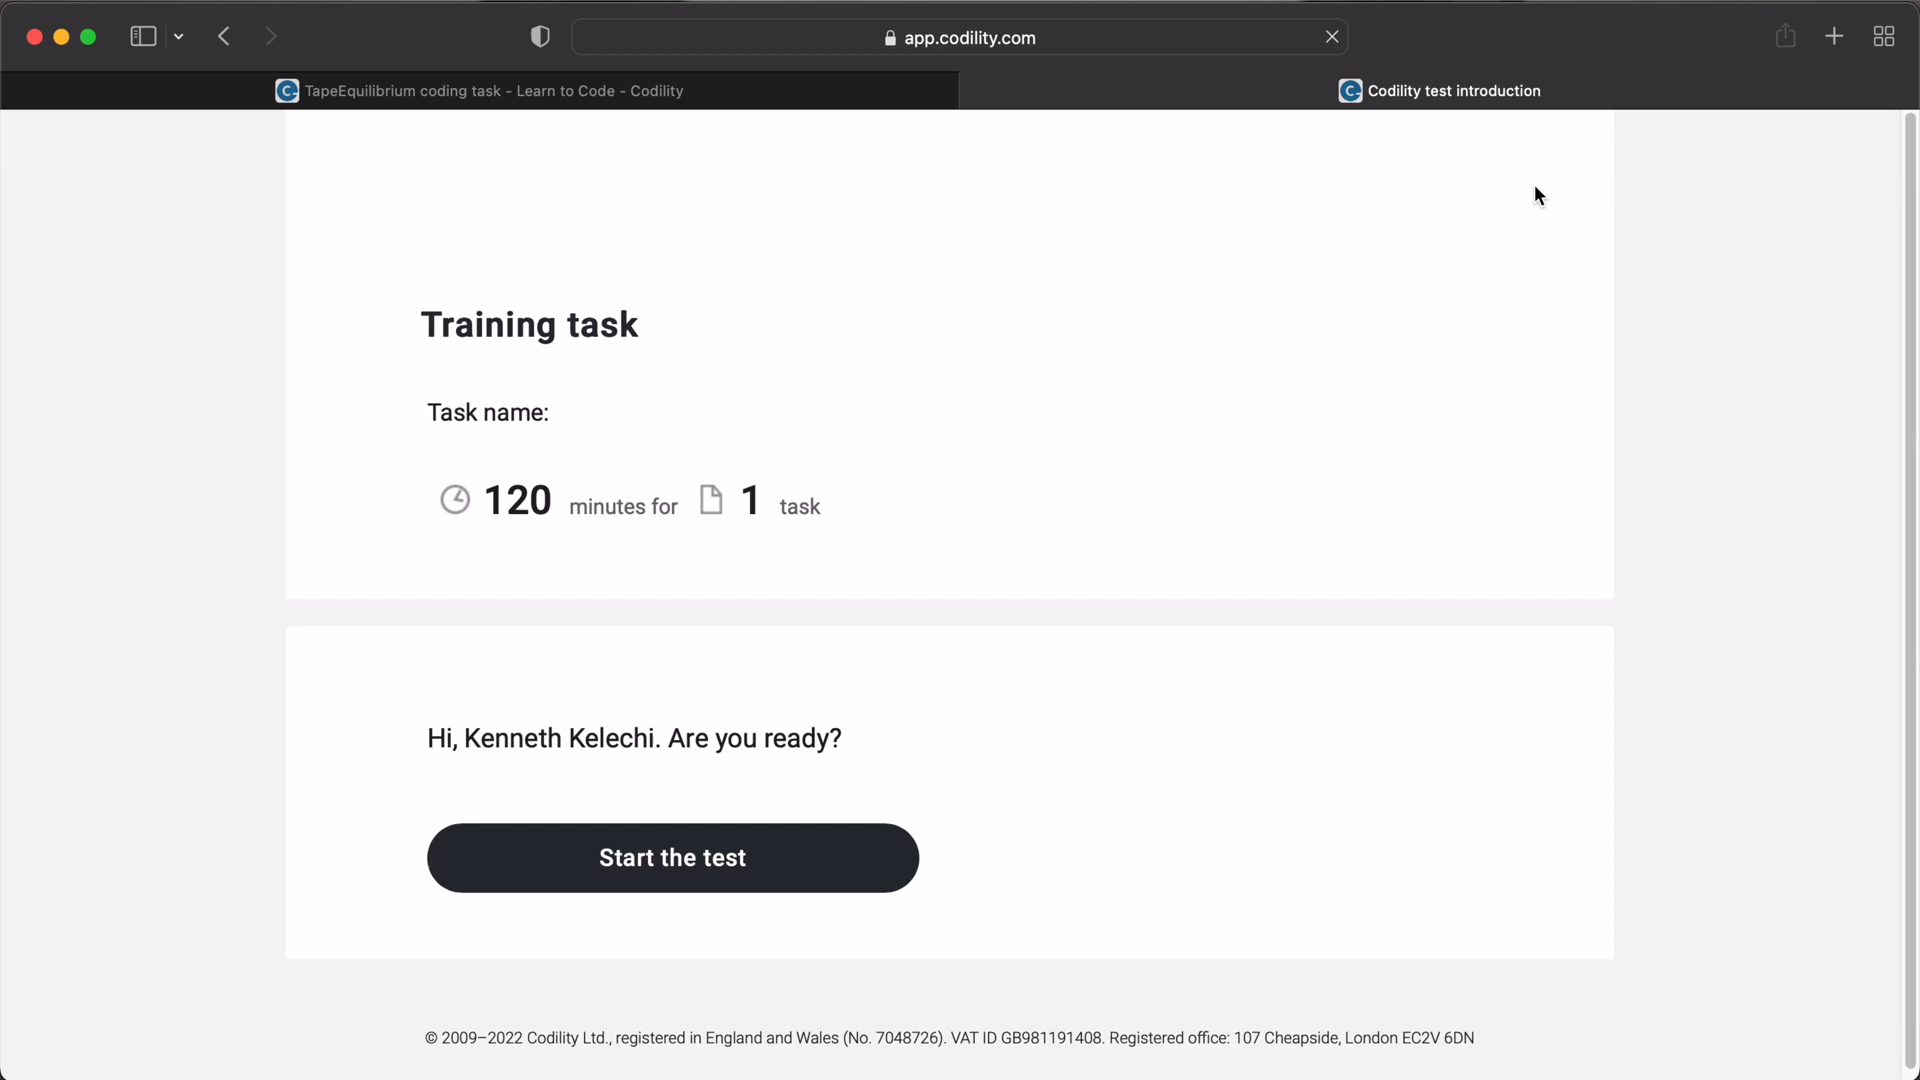 app.codility.com
TapeEquilibrium coding task - Learn to Code - Codility
Codility test introduction
Training task
Task name:
120 minutes for 1 task
Hi, Kenneth Kelechi. Are you ready?
Start the test
© 2009–2022 Codility Ltd., registered in England and Wales (No. 7048726). VAT ID GB981191408. Registered office: 107 Cheapside, London EC2V 6DN